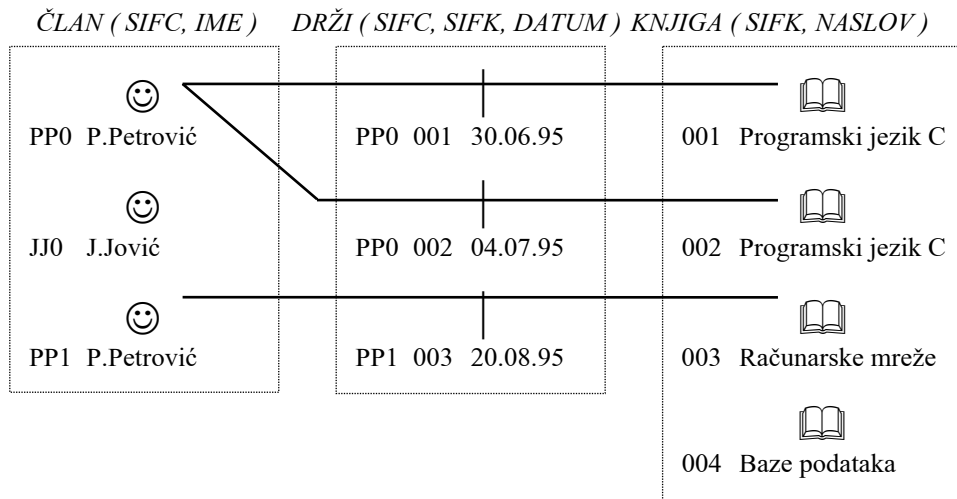 ČLAN ( SIFC, IME ) DRŽI ( SIFC, SIFK, DATUM ) KNJIGA ( SIFK, NASLOV )
PP0 P.Petrović PP0 001 30.06.95 001 Programski jezik C
JJ0 J.Jović PP0 002 04.07.95 002 Programski jezik C
PP1 P.Petrović PP1 003 20.08.95 003 Računarske mreže
004 Baze podataka